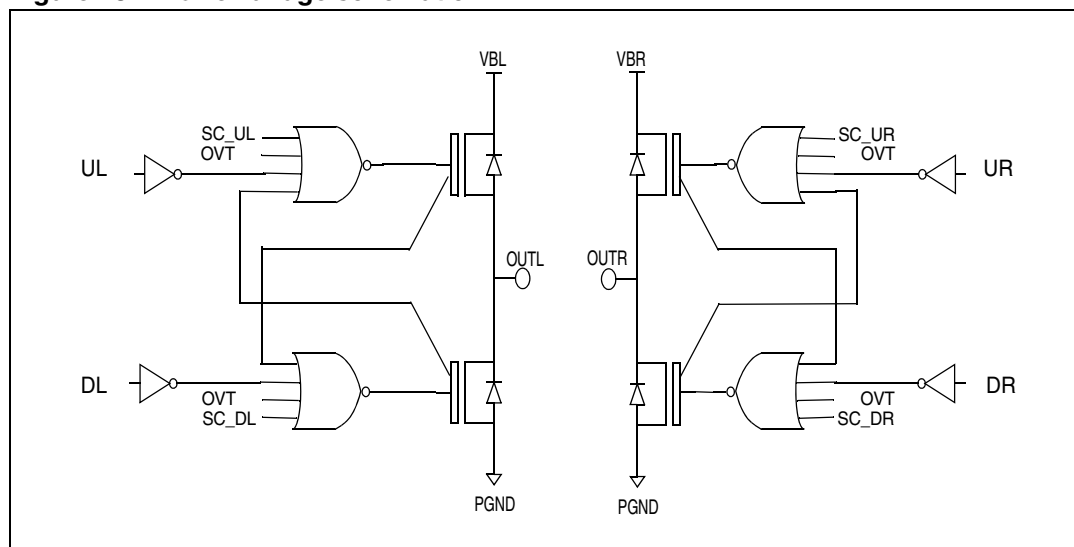 VBL
VBR
SC_UL
OVT
UL
SC_UR
OVT
UR
OUTL
OUTR
DL
OVT
SC_DL
DR
OVT
SC_DR
PGND
PGND